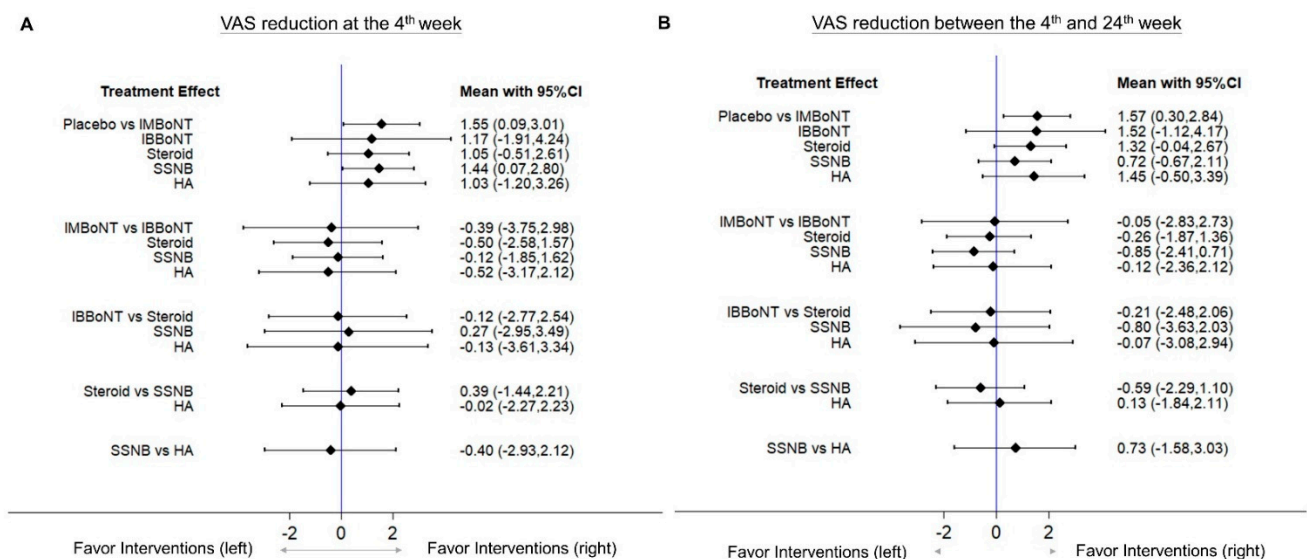 A
VAS reduction at the 4th week
Treatment Effect Mean with 95%CI
Placebo vs IMBoNT 1.55 (0.09,3.01)
IBBoNT 1.17 (-1.91,4.24)
Steroid 1.05 (-0.51,2.61)
SSNB 1.44 (0.07,2.80)
HA 1.03 (-1.20,3.26)
IMBoNT vs IBBoNT -0.39 (-3.75,2.98)
Steroid -0.50 (-2.58,1.57)
SSNB -0.12 (-1.85,1.62)
HA -0.52 (-3.17,2.12)
IBBoNT vs Steroid -0.12 (-2.77,2.54)
SSNB 0.27 (-2.95,3.49)
HA -0.13 (-3.61,3.34)
Steroid vs SSNB 0.39 (-1.44,2.21)
HA -0.02 (-2.27,2.23)
SSNB vs HA -0.40 (-2.93,2.12)
-2 0 2
Favor Interventions (left) Favor Interventions (right)
B
VAS reduction between the 4th and 24th week
Treatment Effect Mean with 95%CI
Placebo vs IMBoNT 1.57 (0.30,2.84)
IBBoNT 1.52 (-1.12,4.17)
Steroid 1.32 (-0.04,2.67)
SSNB 0.72 (-0.67,2.11)
HA 1.45 (-0.50,3.39)
IMBoNT vs IBBoNT -0.05 (-2.83,2.73)
Steroid -0.26 (-1.87,1.36)
SSNB -0.85 (-2.41,0.71)
HA -0.12 (-2.36,2.12)
IBBoNT vs Steroid -0.21 (-2.48,2.06)
SSNB -0.80 (-3.63,2.03)
HA -0.07 (-3.08,2.94)
Steroid vs SSNB -0.59 (-2.29,1.10)
HA 0.13 (-1.84,2.11)
SSNB vs HA 0.73 (-1.58,3.03)
-2 0 2
Favor Interventions (left) Favor Interventions (right)